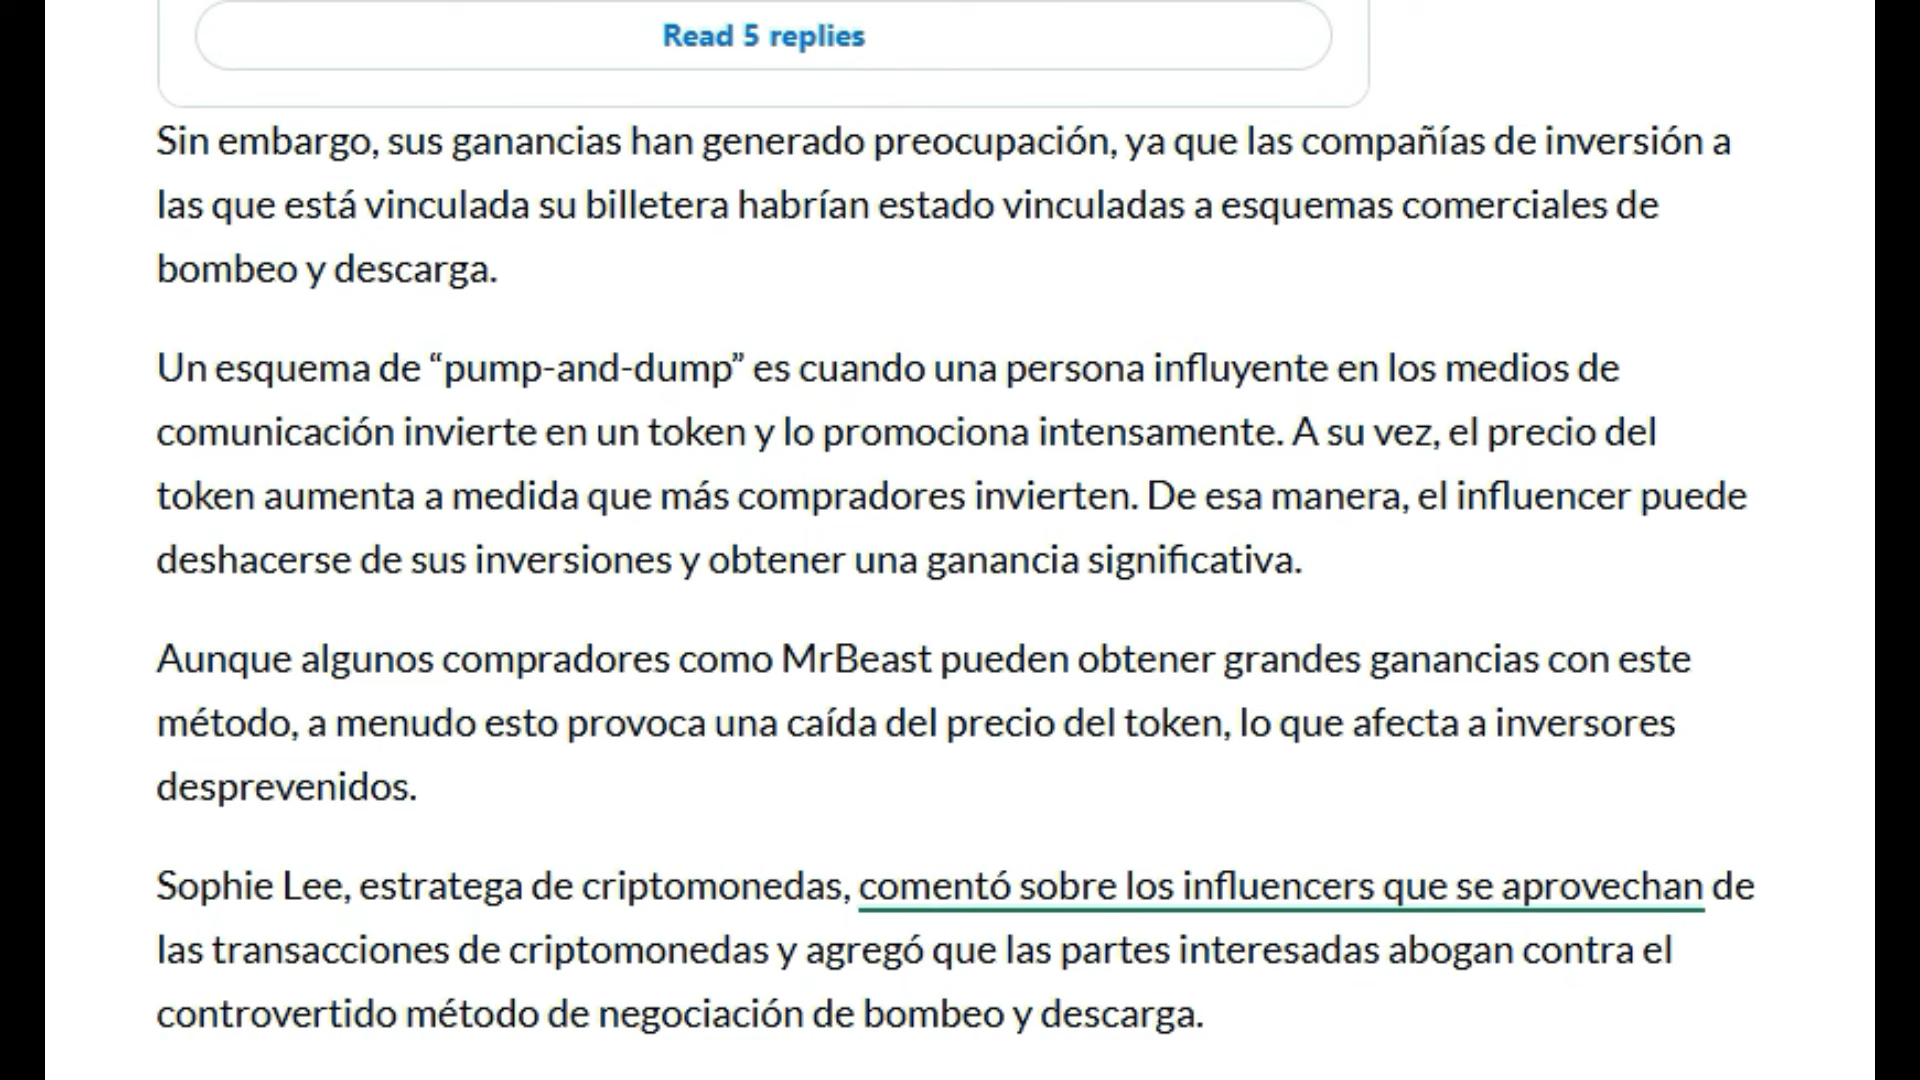 Read 5 replies
Sin embargo, sus ganancias han generado preocupación, ya que las compañías de inversión a
las que está vinculada su billetera habrían estado vinculadas a esquemas comerciales de
bombeo y descarga.
Un esquema de “pump-and-dump” es cuando una persona influyente en los medios de
comunicación invierte en un token y lo promociona intensamente. A su vez, el precio del
token aumenta a medida que más compradores invierten. De esa manera, el influencer puede
deshacerse de sus inversiones y obtener una ganancia significativa.
Aunque algunos compradores como MrBeast pueden obtener grandes ganancias con este
método, a menudo esto provoca una caída del precio del token, lo que afecta a inversores
desprevenidos.
Sophie Lee, estratega de criptomonedas, comentó sobre los influencers que se aprovechan de
las transacciones de criptomonedas y agregó que las partes interesadas abogan contra el
controvertido método de negociación de bombeo y descarga.